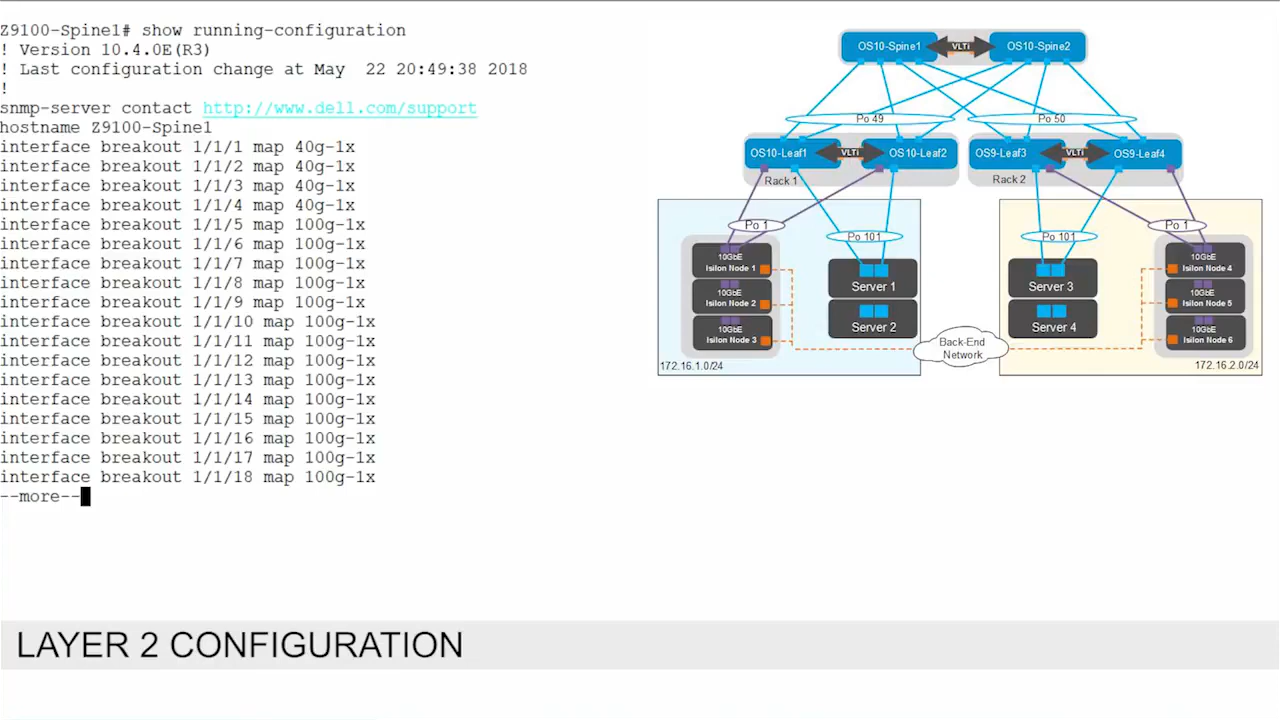 Z9100-Spine1# show running-configuration
! Version 10.4.0E(R3)
! Last configuration change at May  22 20:49:38 2018
!
snmp-server contact http://www.dell.com/support
hostname Z9100-Spine1
interface breakout 1/1/1 map 40g-1x
interface breakout 1/1/2 map 40g-1x
interface breakout 1/1/3 map 40g-1x
interface breakout 1/1/4 map 40g-1x
interface breakout 1/1/5 map 100g-1x
interface breakout 1/1/6 map 100g-1x
interface breakout 1/1/7 map 100g-1x
interface breakout 1/1/8 map 100g-1x
interface breakout 1/1/9 map 100g-1x
interface breakout 1/1/10 map 100g-1x
interface breakout 1/1/11 map 100g-1x
interface breakout 1/1/12 map 100g-1x
interface breakout 1/1/13 map 100g-1x
interface breakout 1/1/14 map 100g-1x
interface breakout 1/1/15 map 100g-1x
interface breakout 1/1/16 map 100g-1x
interface breakout 1/1/17 map 100g-1x
interface breakout 1/1/18 map 100g-1x
--more--
OS10-Spine1 VLTi OS10-Spine2
Po 49 Po 50
OS10-Leaf1 VLTi OS10-Leaf2 OS9-Leaf3 VLTi OS9-Leaf4
Rack 1 Rack 2
Po 1 Po 101 Po 101 Po 1
10GbE
Isilon Node 1
10GbE
Isilon Node 2
10GbE
Isilon Node 3
Server 1
Server 2
Server 3
Server 4
10GbE
Isilon Node 4
10GbE
Isilon Node 5
10GbE
Isilon Node 6
Back-End
Network
172.16.1.0/24 172.16.2.0/24
LAYER 2 CONFIGURATION